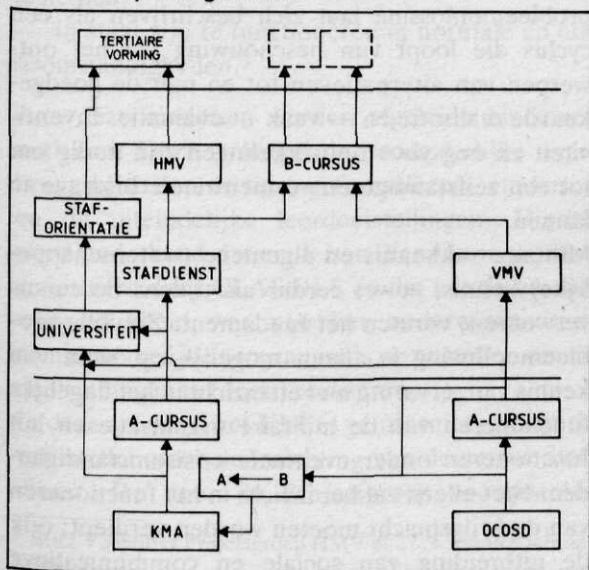 TERTIAIRE
VORMING
HMV
B-CURSUS
STAF-
ORIENTATIE
STAFDIENST
VMV
UNIVERSITEIT
A-CURSUS
A-CURSUS
A
B
KMA
OCOSD